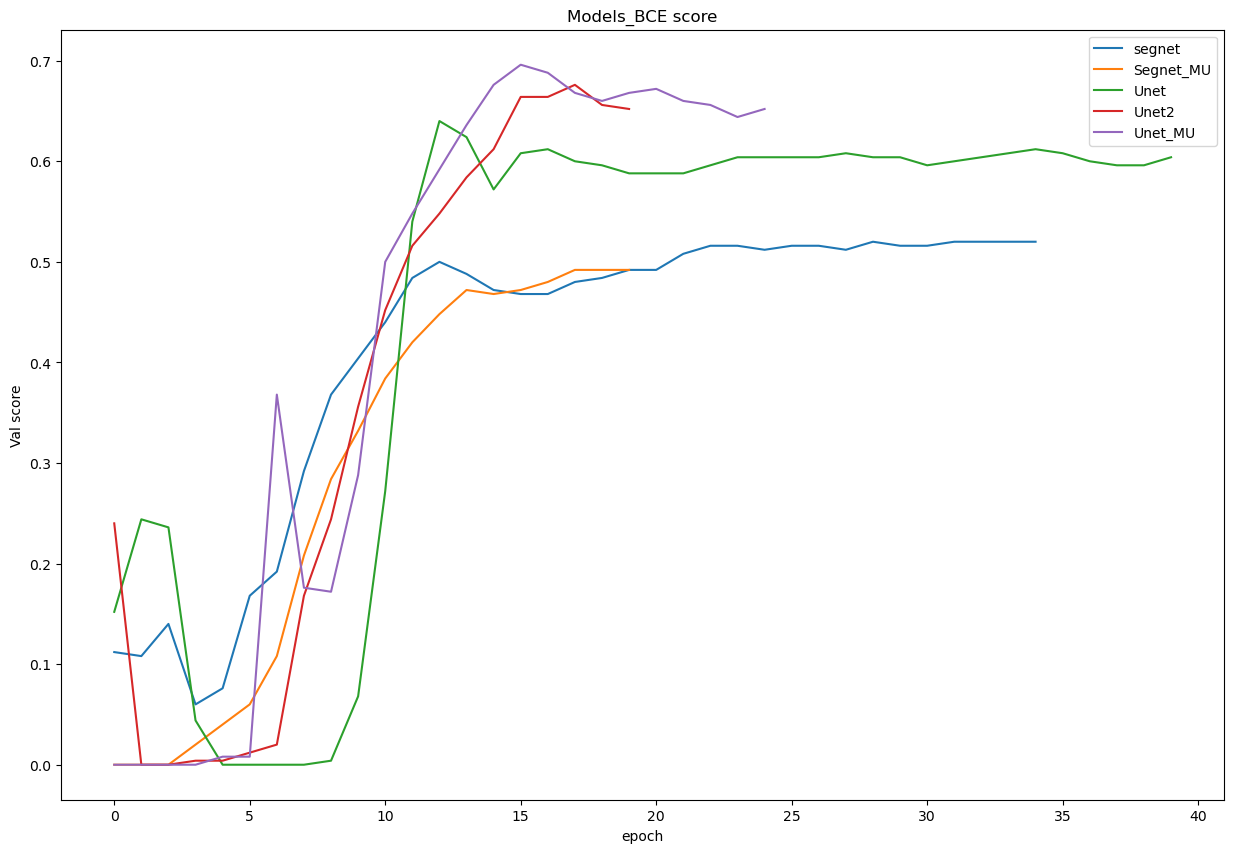 Models_BCE score
segnet
Segnet_MU
Unet
Unet2
Unet_MU
Val score
0.7
0.6
0.5
0.4
0.3
0.2
0.1
0.0
0 5 10 15 20 25 30 35 40
epoch